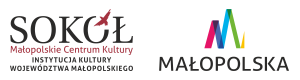 SOKÓŁ
Małopolskie Centrum Kultury
INSTYTUCJA KULTURY
WOJEWÓDZTWA MAŁOPOLSKIEGO
MAŁOPOLSKA